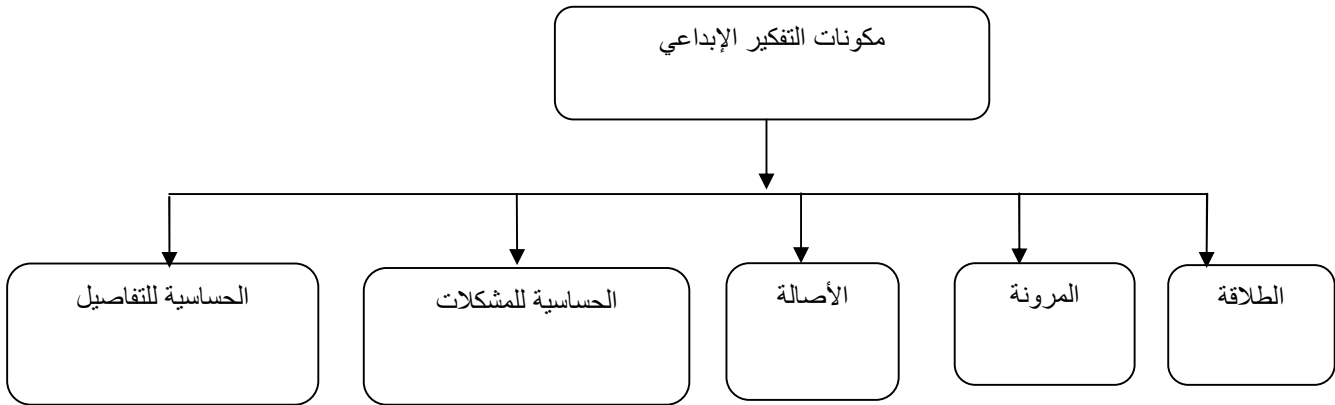 مكونات التفكير الإبداعي
الطلاقة
المرونة
الأصالة
الحساسية للمشكلات
الحساسية للتفاصيل